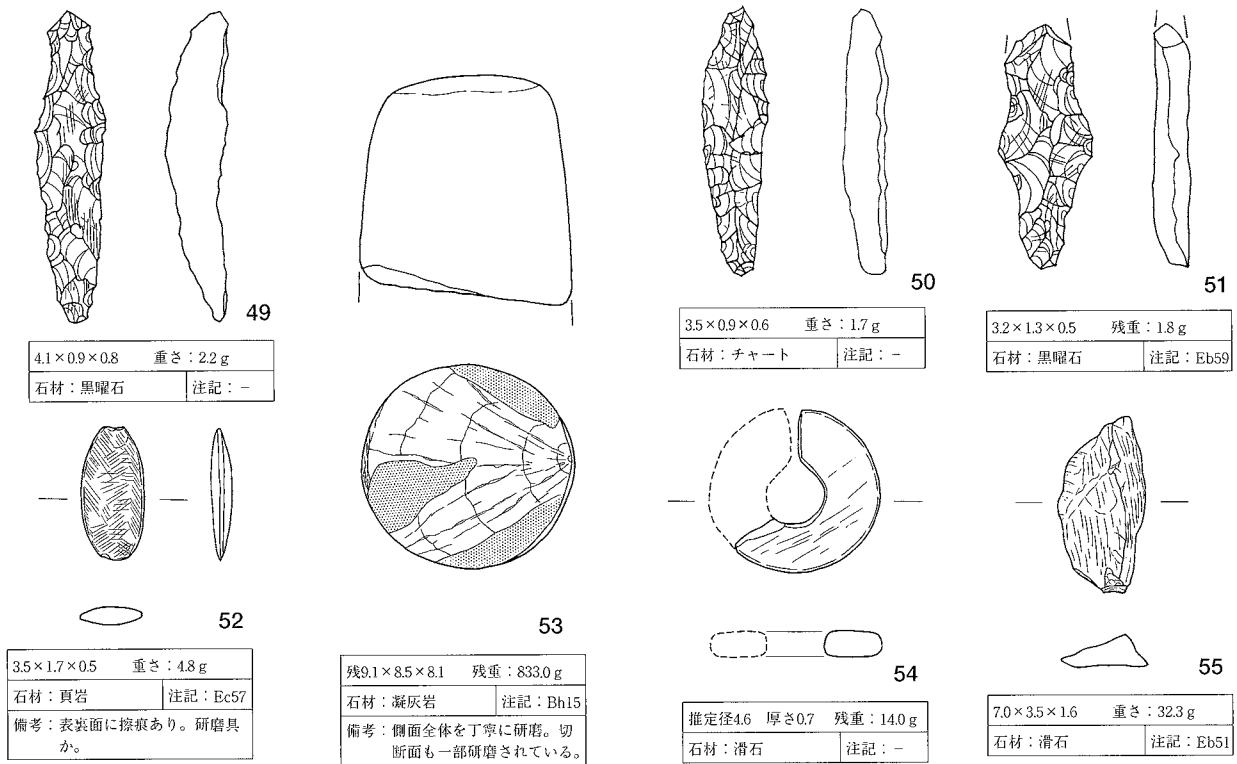 49
4.1×0.9×0.8 重さ：2.2g
石材：黒曜石 注記：－
50
3.5×0.9×0.6 重さ：1.7g
石材：チャート 注記：－
51
3.2×1.3×0.5 残重：1.8g
石材：黒曜石 注記：Eb59
52
3.5×1.7×0.5 重さ：4.8g
石材：頁岩 注記：Ec57
備考：表裏面に擦痕あり。研磨具
か。
53
残9.1×8.5×8.1 残重：833.0g
石材：凝灰岩 注記：Bh15
備考：側面全体を丁寧に研磨。切
断面も一部研磨されている。
54
推定径4.6 厚さ0.7 残重：14.0g
石材：滑石 注記：－
55
7.0×3.5×1.6 重さ：32.3g
石材：滑石 注記：Eb51